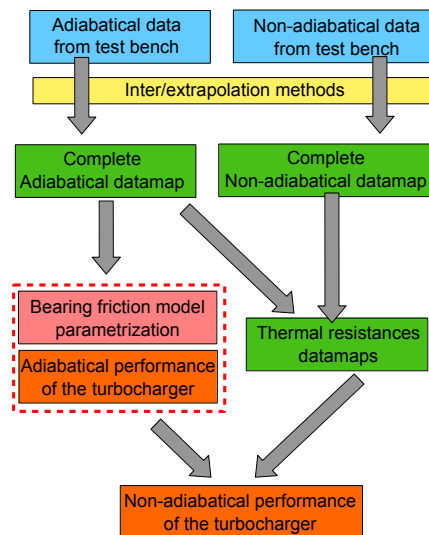 Adiabatical data
from test bench
Non-adiabatical data
from test bench
Inter/extrapolation methods
Complete
Adiabatical datamap
Complete
Non-adiabatical datamap
Bearing friction model
parametrization
Adiabatical performance
of the turbocharger
Thermal resistances
datamaps
Non-adiabatical performance
of the turbocharger